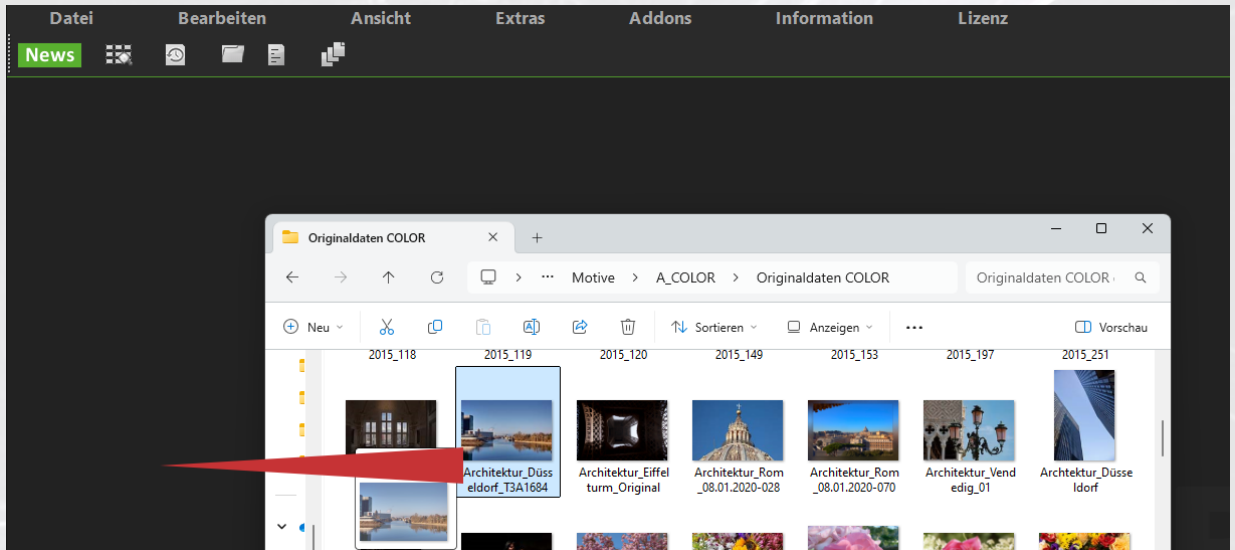 Datei Bearbeiten Ansicht Extras Addons Information Lizenz
News
Originaldaten COLOR
Motive > A_COLOR > Originaldaten COLOR
Originaldaten COLOR
Neu Sortieren Anzeigen Vorschau
2015_118 2015_119 2015_120 2015_149 2015_153 2015_197 2015_251
Architektur_Düss Architektur_Eiffel Architektur_Rom Architektur_Rom Architektur_Vend Architektur_Düsse
eldorf_T3A1684 turm_Original _08.01.2020-028 _08.01.2020-070 edig_01 ldorf